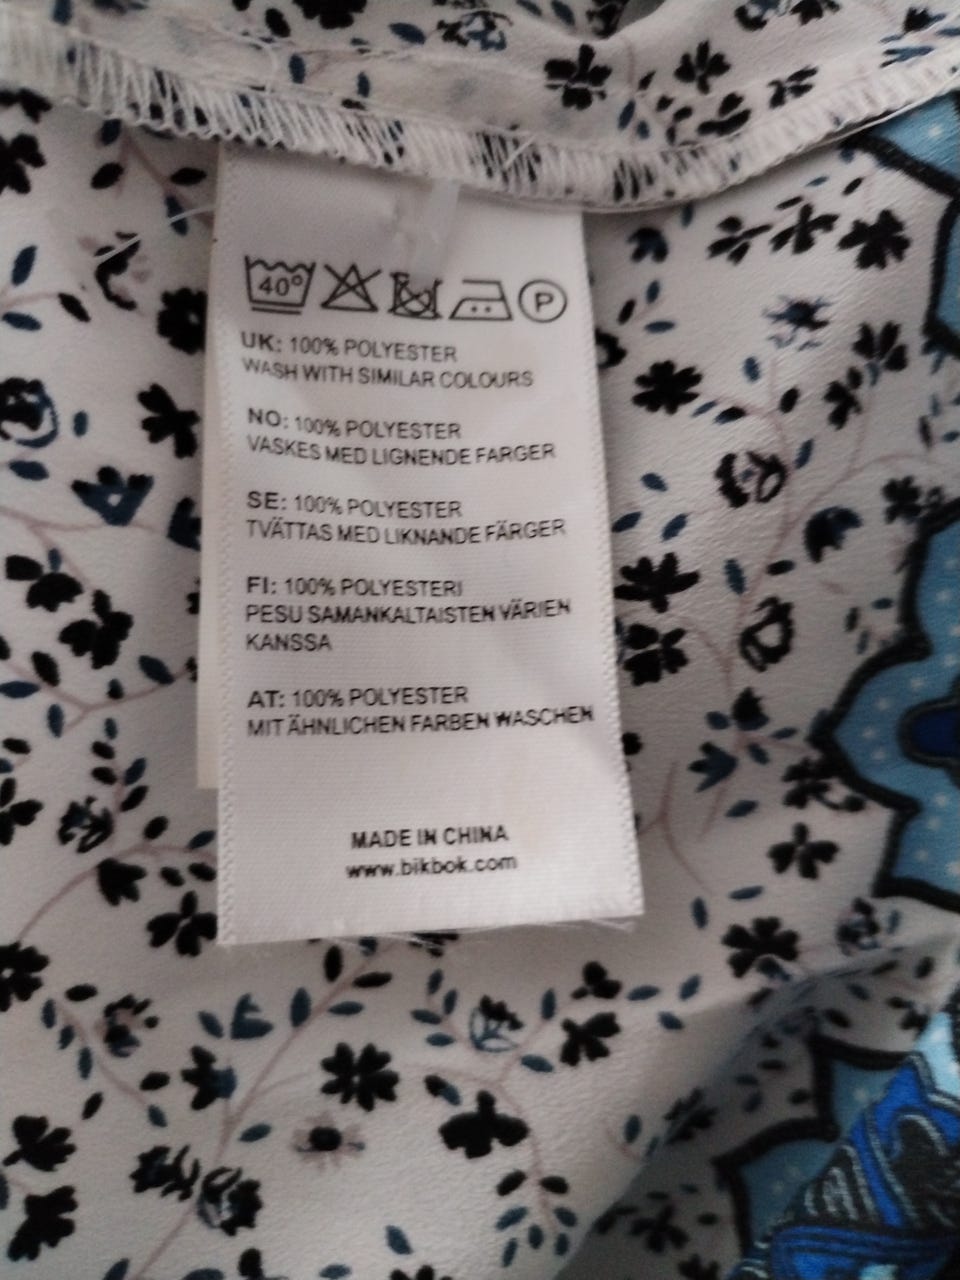 40°
P
UK: 100% POLYESTER
WASH WITH SIMILAR COLOURS
NO: 100% POLYESTER
VASKES MED LIGNENDE FARGER
SE: 100% POLYESTER
TVÄTTAS MED LIKNANDE FÄRGER
FI: 100% POLYESTERI
PESU SAMANKALTAISTEN VÄRIEN
KANSSA
AT: 100% POLYESTER
MIT ÄHNLICHEN FARBEN WASCHEN
MADE IN CHINA
www.bikbok.com